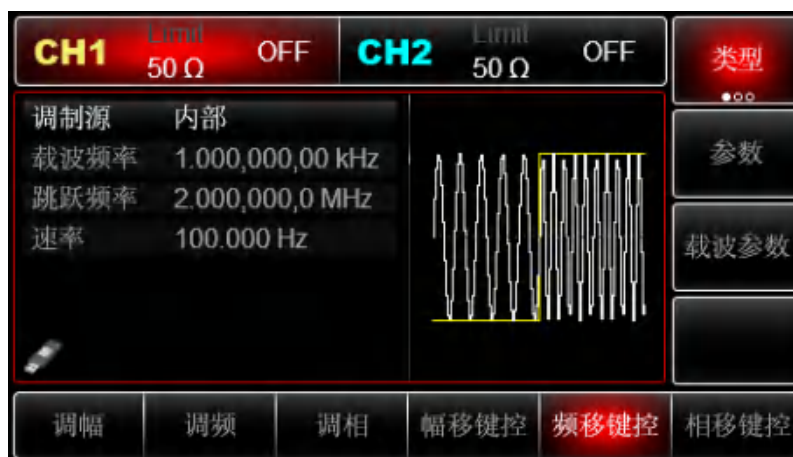 CH1 Limit 50 Ω OFF CH2 Limit 50 Ω OFF 类型
调制源 内部
载波频率 1.000,000,00 kHz 参数
跳跃频率 2.000,000,0 MHz
速率 100.000 Hz 载波参数
调幅 调频 调相 幅移键控 频移键控 相移键控